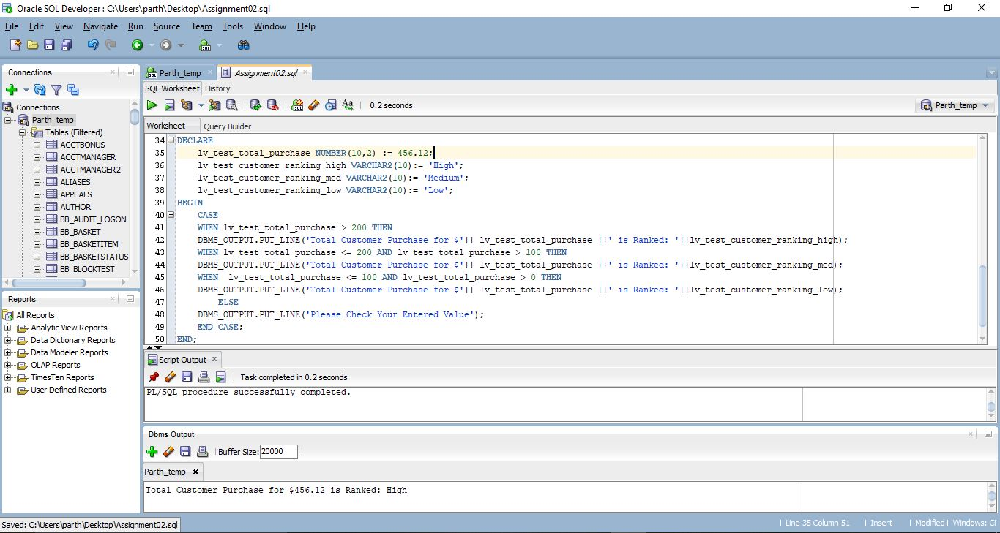 Oracle SQL Developer : C:\Users\parth\Desktop\Assignment02.sql
File Edit View Navigate Run Source Team Tools Window Help
Connections
Connections
Parth_temp
Tables (Filtered)
ACCTBONUS
ACCTMANAGER
ACCTMANAGER2
ALIASES
APPEALS
AUTHOR
BB_AUDIT_LOGON
BB_BASKET
BB_BASKETITEM
BB_BASKETSTATUS
BB_BLOCKTEST
Reports
All Reports
Analytic View Reports
Data Dictionary Reports
Data Modeler Reports
OLAP Reports
TimesTen Reports
User Defined Reports
Parth_temp Assignment02.sql
SQL Worksheet History
0.2 seconds Parth_temp
Worksheet Query Builder
34 DECLARE
35 lv_test_total_purchase NUMBER(10,2) := 456.12;
36 lv_test_customer_ranking_high VARCHAR2(10):= 'High';
37 lv_test_customer_ranking_med VARCHAR2(10):= 'Medium';
38 lv_test_customer_ranking_low VARCHAR2(10):= 'Low';
39 BEGIN
40 CASE
41 WHEN lv_test_total_purchase > 200 THEN
42 DBMS_OUTPUT.PUT_LINE('Total Customer Purchase for $'|| lv_test_total_purchase ||' is Ranked: '||lv_test_customer_ranking_high);
43 WHEN lv_test_total_purchase <= 200 AND lv_test_total_purchase > 100 THEN
44 DBMS_OUTPUT.PUT_LINE('Total Customer Purchase for $'|| lv_test_total_purchase ||' is Ranked: '||lv_test_customer_ranking_med);
45 WHEN  lv_test_total_purchase <= 100 AND lv_test_total_purchase > 0 THEN
46 DBMS_OUTPUT.PUT_LINE('Total Customer Purchase for $'|| lv_test_total_purchase ||' is Ranked: '||lv_test_customer_ranking_low);
47 ELSE
48 DBMS_OUTPUT.PUT_LINE('Please Check Your Entered Value');
49 END CASE;
50 END;
Script Output
Task completed in 0.2 seconds
PL/SQL procedure successfully completed.
Dbms Output
Buffer Size: 20000
Parth_temp
Total Customer Purchase for $456.12 is Ranked: High
Saved: C:\Users\parth\Desktop\Assignment02.sql
Line 35 Column 51 | Insert | Modified | Windows: